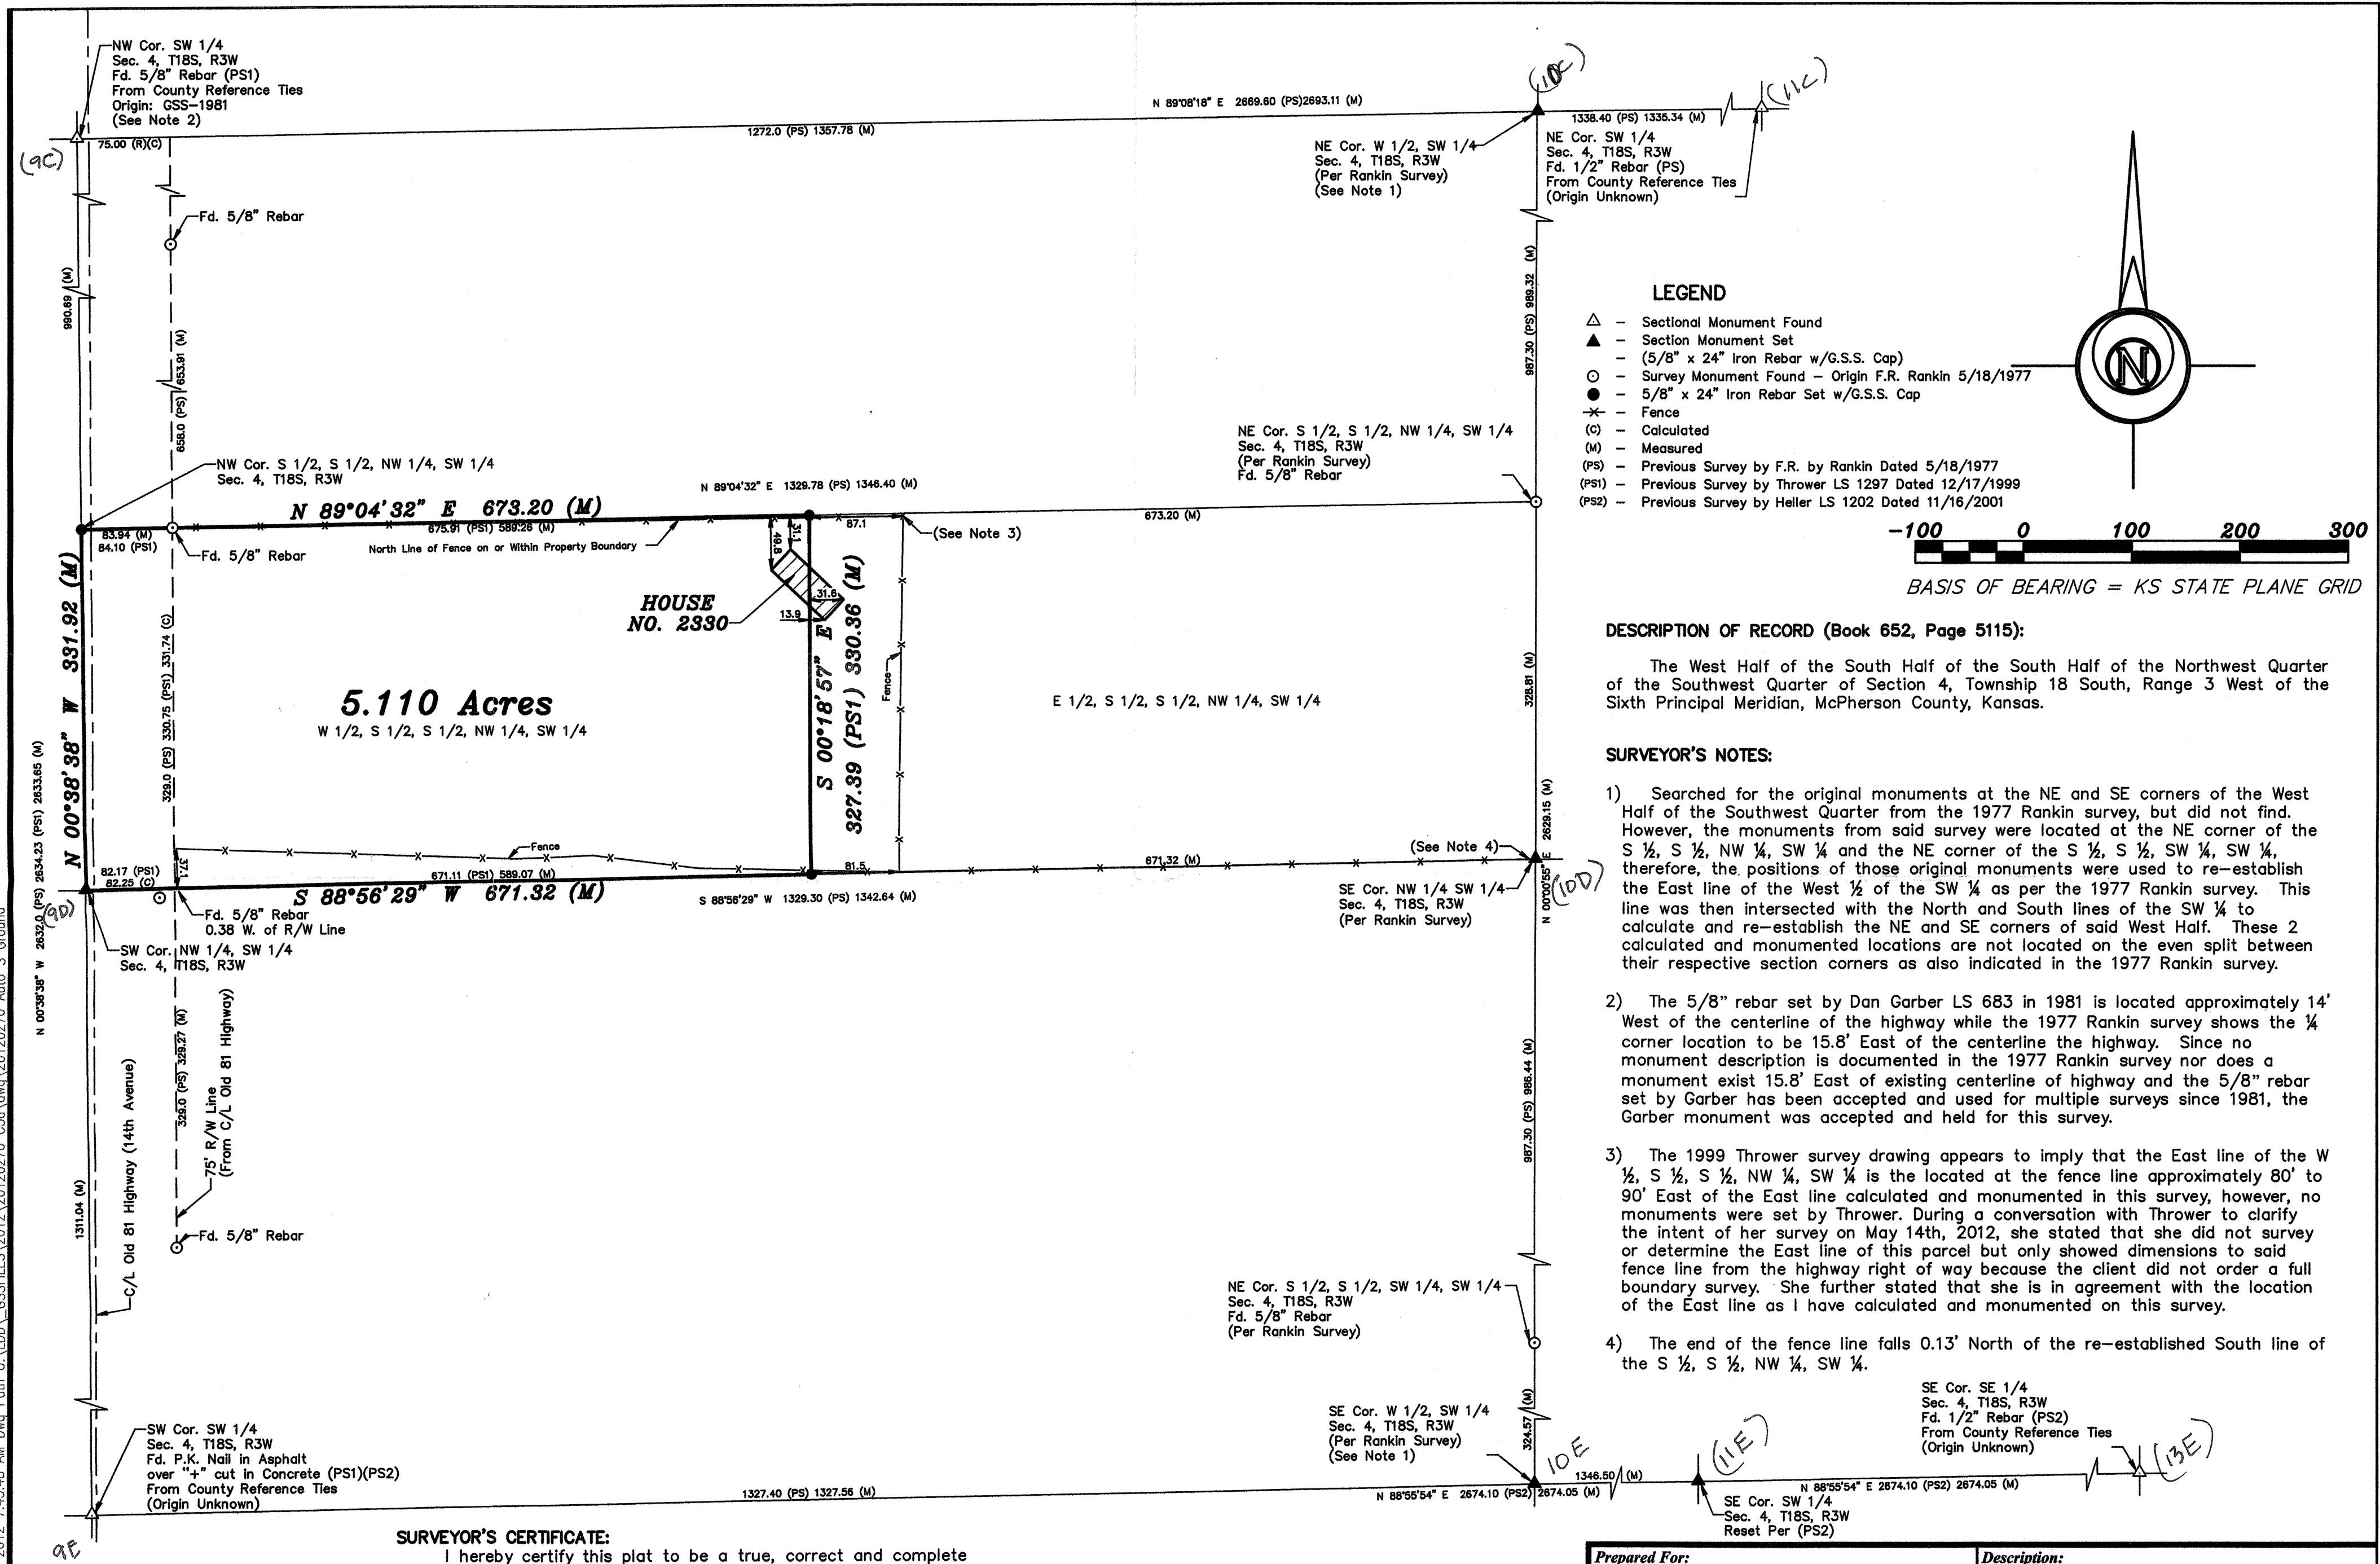 NW Cor. SW 1/4
Sec. 4, T18S, R3W
Fd. 5/8" Rebar (PS1)
From County Reference Ties
Origin: GSS-1981
(See Note 2)
(9C)
75.00 (R)(C)
1272.0 (PS) 1357.78 (M)
N 89°08'18" E 2669.60 (PS)2693.11 (M)
(10C)
1338.40 (PS) 1335.34 (M)
(11C)
NE Cor. W 1/2, SW 1/4
Sec. 4, T18S, R3W
(Per Rankin Survey)
(See Note 1)
NE Cor. SW 1/4
Sec. 4, T18S, R3W
Fd. 1/2" Rebar (PS)
From County Reference Ties
(Origin Unknown)
Fd. 5/8" Rebar
990.69 (M)
658.0 (PS) 653.91 (M)
987.30 (PS) 989.32 (M)
N
LEGEND
△ - Sectional Monument Found
▲ - Section Monument Set
- (5/8" x 24" Iron Rebar w/G.S.S. Cap)
⊙ - Survey Monument Found - Origin F.R. Rankin 5/18/1977
● - 5/8" x 24" Iron Rebar Set w/G.S.S. Cap
-x- - Fence
(C) - Calculated
(M) - Measured
(PS) - Previous Survey by F.R. by Rankin Dated 5/18/1977
(PS1) - Previous Survey by Thrower LS 1297 Dated 12/17/1999
(PS2) - Previous Survey by Heller LS 1202 Dated 11/16/2001
-100 0 100 200 300
BASIS OF BEARING = KS STATE PLANE GRID
NE Cor. S 1/2, S 1/2, NW 1/4, SW 1/4
Sec. 4, T18S, R3W
(Per Rankin Survey)
Fd. 5/8" Rebar
NW Cor. S 1/2, S 1/2, NW 1/4, SW 1/4
Sec. 4, T18S, R3W
N 89°04'32" E 1329.78 (PS) 1346.40 (M)
N 89°04'32" E 673.20 (M)
675.91 (PS1) 589.26 (M)
87.1
673.20 (M)
83.94 (M)
84.10 (PS1)
Fd. 5/8" Rebar
North Line of Fence on or Within Property Boundary
(See Note 3)
49.8
31.1
31.6
13.9
HOUSE
NO. 2330
N 00°38'38" W 331.92 (M)
329.0 (PS) 330.75 (PS1) 331.74 (C)
5.110 Acres
W 1/2, S 1/2, S 1/2, NW 1/4, SW 1/4
S 00°18'57" E
327.39 (PS1) 330.36 (M)
Fence
E 1/2, S 1/2, S 1/2, NW 1/4, SW 1/4
328.81 (M)
N 00°38'38" W 2632.0 (PS) 2634.23 (PS1) 2633.65 (M)
Fence
37.1
82.17 (PS1)
82.25 (C)
671.11 (PS1) 589.07 (M)
81.5
671.32 (M)
(See Note 4)
S 88°56'29" W 671.32 (M)
S 88°56'29" W 1329.30 (PS) 1342.64 (M)
(9D)
Fd. 5/8" Rebar
0.38 W. of R/W Line
SW Cor. NW 1/4, SW 1/4
Sec. 4, T18S, R3W
SE Cor. NW 1/4 SW 1/4
Sec. 4, T18S, R3W
(Per Rankin Survey)
(10D)
N 00°00'55" E 2629.15 (M)
329.0 (PS) 329.27 (M)
75' R/W Line
(From C/L Old 81 Highway)
C/L Old 81 Highway (14th Avenue)
1311.04 (M)
Fd. 5/8" Rebar
987.30 (PS) 986.44 (M)
NE Cor. S 1/2, S 1/2, SW 1/4, SW 1/4
Sec. 4, T18S, R3W
Fd. 5/8" Rebar
(Per Rankin Survey)
324.57 (M)
SE Cor. W 1/2, SW 1/4
Sec. 4, T18S, R3W
(Per Rankin Survey)
(See Note 1)
10E
SW Cor. SW 1/4
Sec. 4, T18S, R3W
Fd. P.K. Nail in Asphalt
over "+" cut in Concrete (PS1)(PS2)
From County Reference Ties
(Origin Unknown)
9E
1327.40 (PS) 1327.56 (M)
1346.50 (M)
N 88°55'54" E 2674.10 (PS2) 2674.05 (M)
(11E)
SE Cor. SW 1/4
Sec. 4, T18S, R3W
Reset Per (PS2)
N 88°55'54" E 2674.10 (PS2) 2674.05 (M)
SE Cor. SE 1/4
Sec. 4, T18S, R3W
Fd. 1/2" Rebar (PS2)
From County Reference Ties
(Origin Unknown)
(13E)
DESCRIPTION OF RECORD (Book 652, Page 5115):
The West Half of the South Half of the South Half of the Northwest Quarter
of the Southwest Quarter of Section 4, Township 18 South, Range 3 West of the
Sixth Principal Meridian, McPherson County, Kansas.
SURVEYOR'S NOTES:
1) Searched for the original monuments at the NE and SE corners of the West
Half of the Southwest Quarter from the 1977 Rankin survey, but did not find.
However, the monuments from said survey were located at the NE corner of the
S ½, S ½, NW ¼, SW ¼ and the NE corner of the S ½, S ½, SW ¼, SW ¼,
therefore, the positions of those original monuments were used to re-establish
the East line of the West ½ of the SW ¼ as per the 1977 Rankin survey. This
line was then intersected with the North and South lines of the SW ¼ to
calculate and re-establish the NE and SE corners of said West Half. These 2
calculated and monumented locations are not located on the even split between
their respective section corners as also indicated in the 1977 Rankin survey.
2) The 5/8" rebar set by Dan Garber LS 683 in 1981 is located approximately 14'
West of the centerline of the highway while the 1977 Rankin survey shows the ¼
corner location to be 15.8' East of the centerline the highway. Since no
monument description is documented in the 1977 Rankin survey nor does a
monument exist 15.8' East of existing centerline of highway and the 5/8" rebar
set by Garber has been accepted and used for multiple surveys since 1981, the
Garber monument was accepted and held for this survey.
3) The 1999 Thrower survey drawing appears to imply that the East line of the W
½, S ½, S ½, NW ¼, SW ¼ is the located at the fence line approximately 80' to
90' East of the East line calculated and monumented in this survey, however, no
monuments were set by Thrower. During a conversation with Thrower to clarify
the intent of her survey on May 14th, 2012, she stated that she did not survey
or determine the East line of this parcel but only showed dimensions to said
fence line from the highway right of way because the client did not order a full
boundary survey. She further stated that she is in agreement with the location
of the East line as I have calculated and monumented on this survey.
4) The end of the fence line falls 0.13' North of the re-established South line of
the S ½, S ½, NW ¼, SW ¼.
SURVEYOR'S CERTIFICATE:
I hereby certify this plat to be a true, correct and complete
Prepared For:
Description: